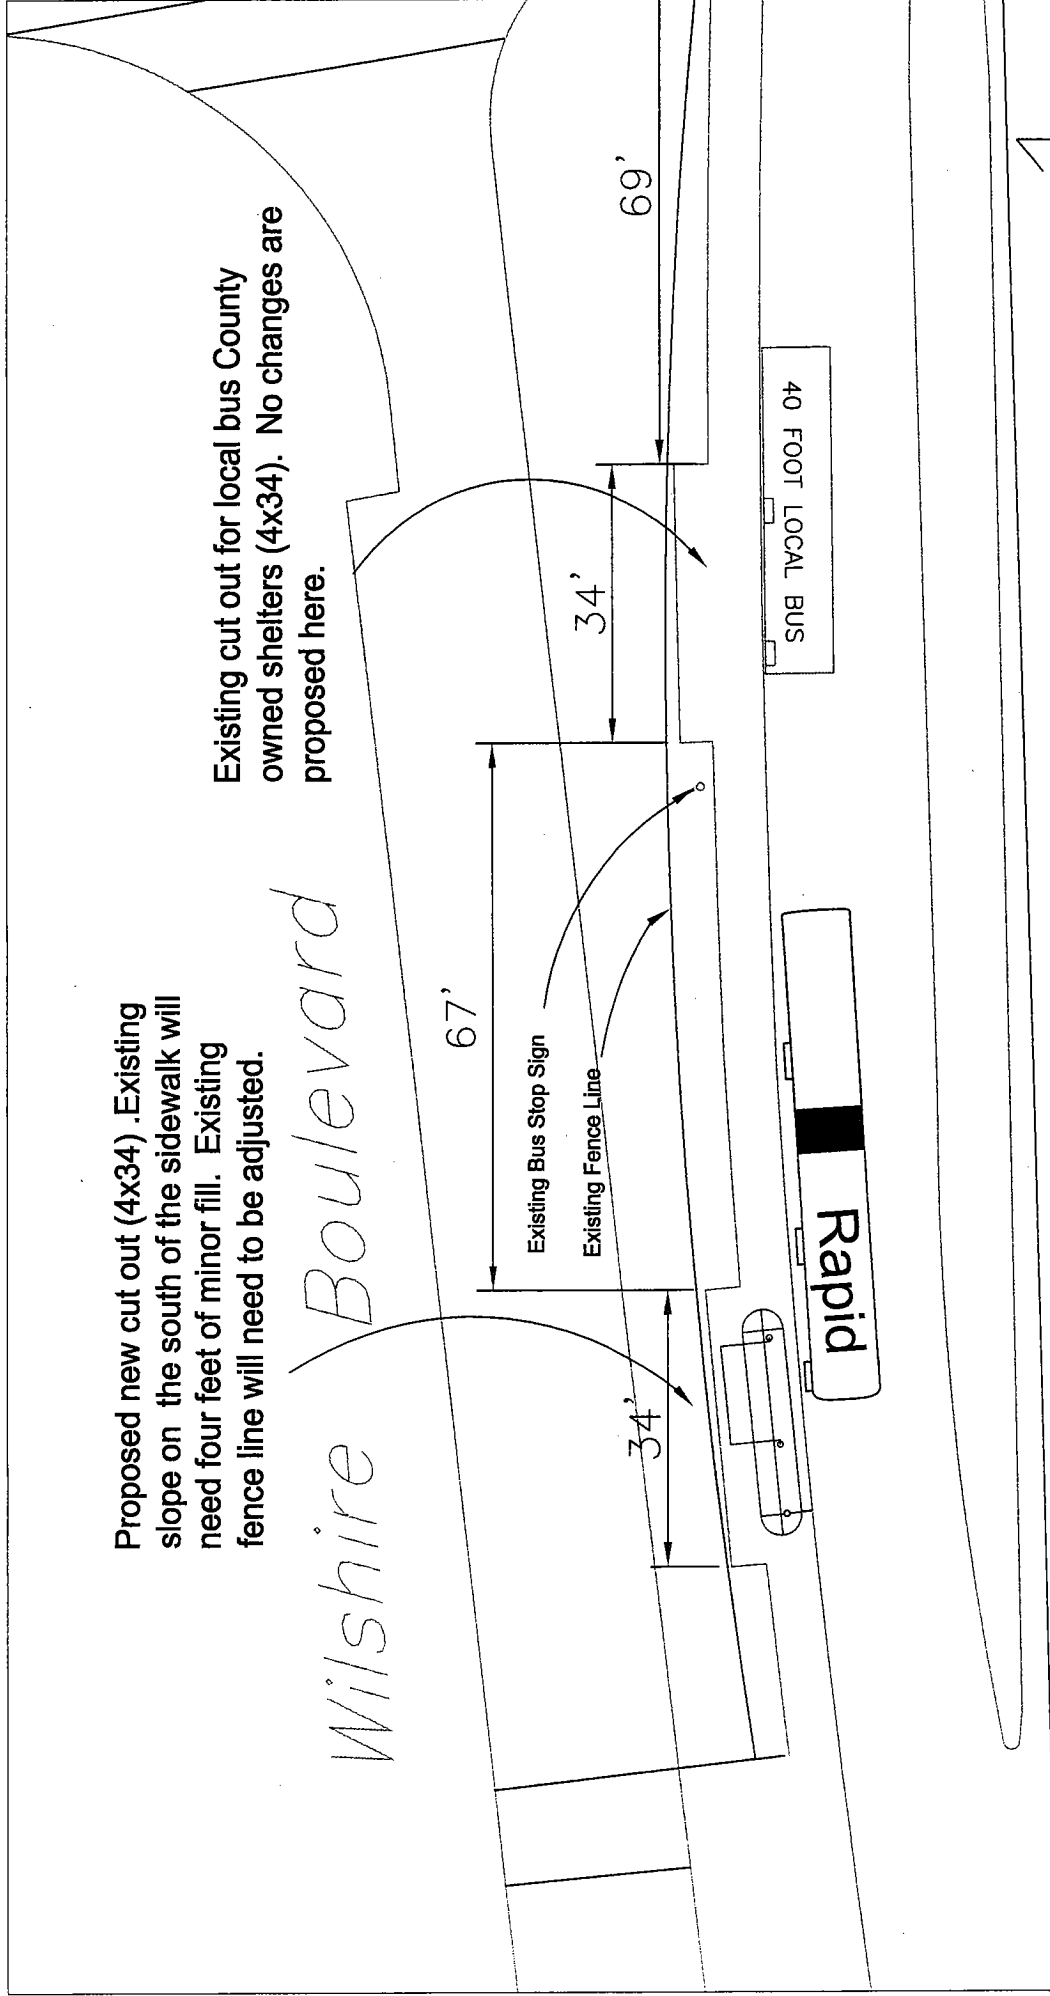 Proposed new cut out (4x34) .Existing
slope on the south of the sidewalk will
need four feet of minor fill. Existing
fence line will need to be adjusted.
Existing cut out for local bus County
owned shelters (4x34). No changes are
proposed here.
Wilshire Boulevard
67'
69'
34'
34'
Existing Bus Stop Sign
Existing Fence Line
40 FOOT LOCAL BUS
Rapid